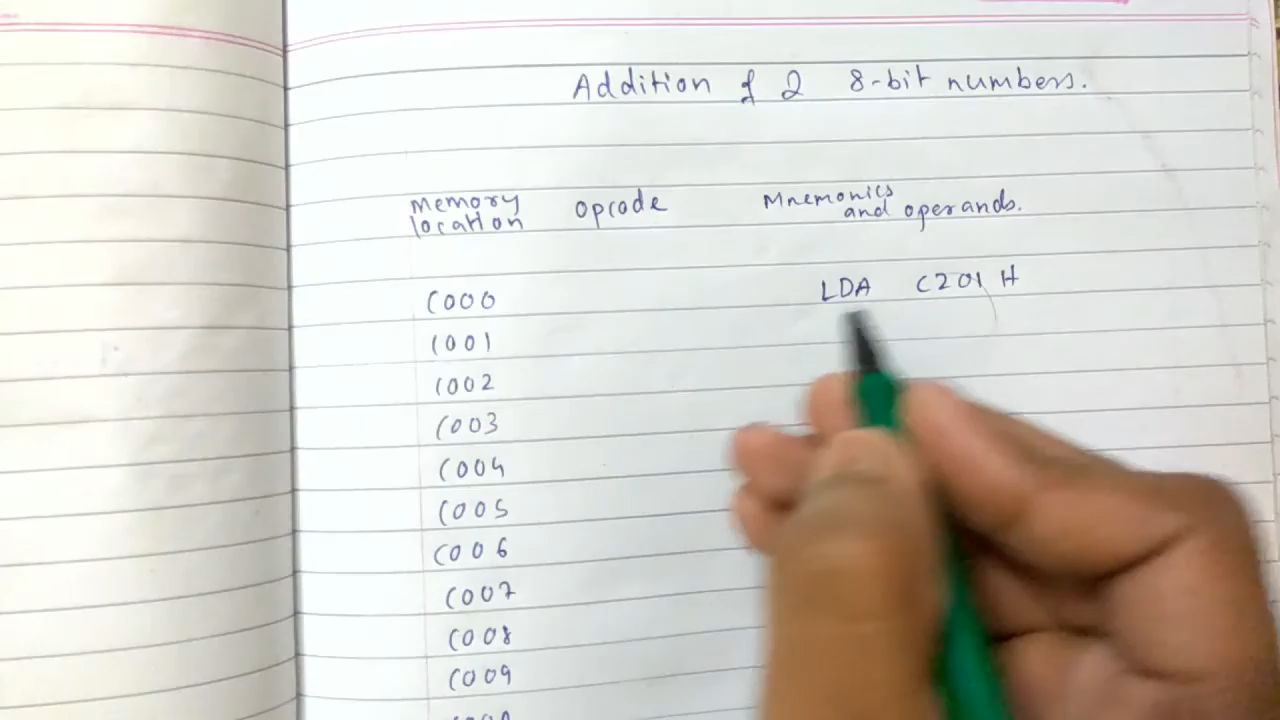 Addition of 2 8-bit numbers.
Memory location opcode Mnemonics and operands.
C000 LDA C201 H
C001
C002
C003
C004
C005
C006
C007
C008
C009